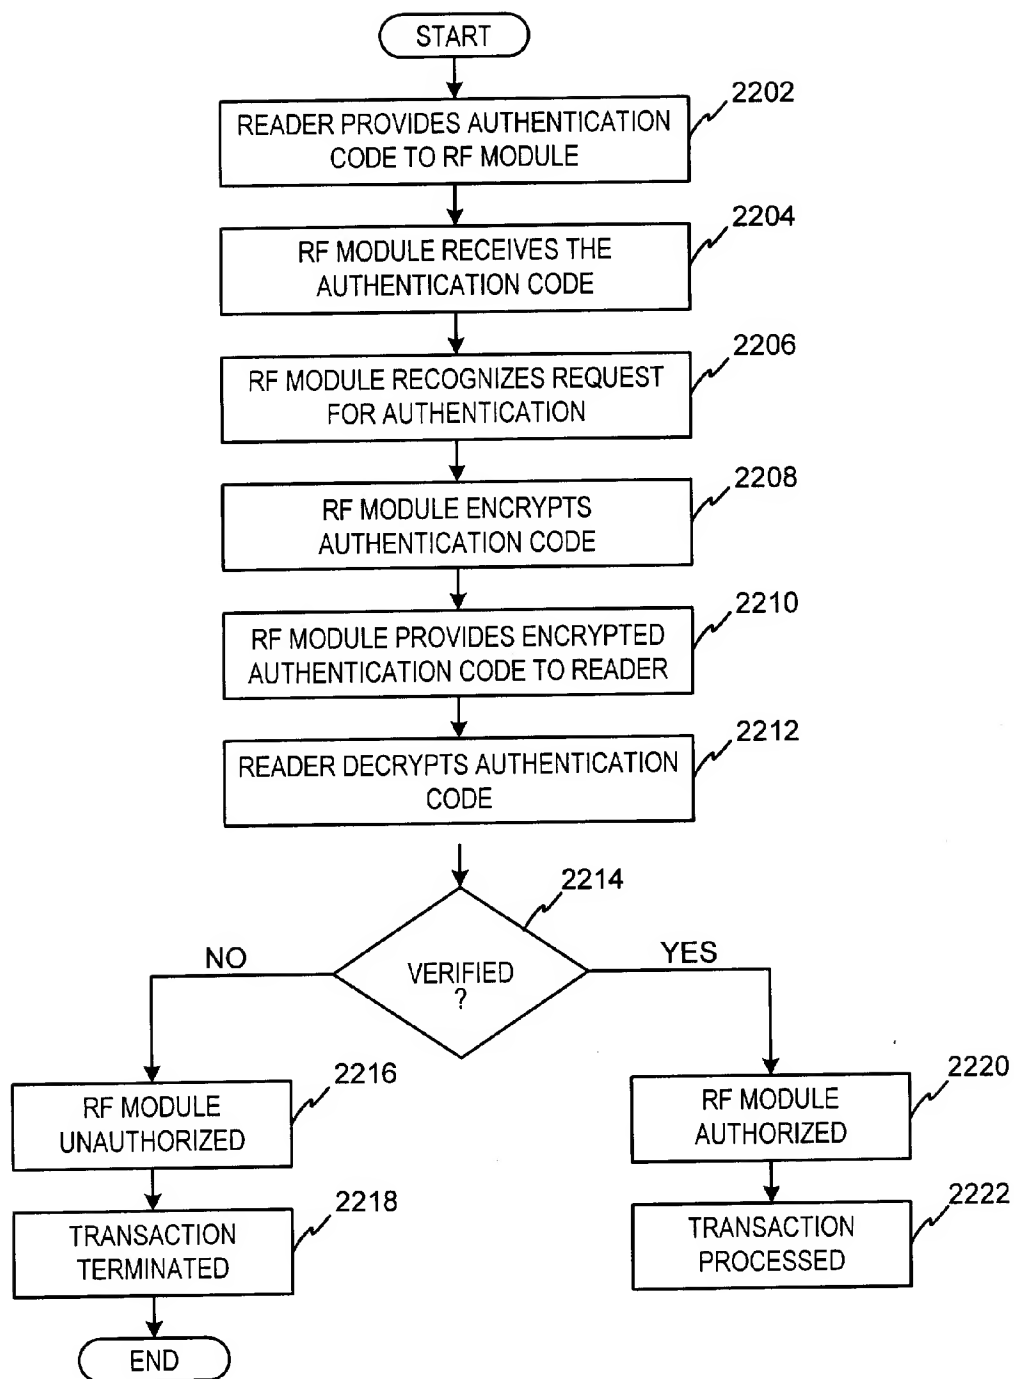 START
2202
READER PROVIDES AUTHENTICATION
CODE TO RF MODULE
2204
RF MODULE RECEIVES THE
AUTHENTICATION CODE
2206
RF MODULE RECOGNIZES REQUEST
FOR AUTHENTICATION
2208
RF MODULE ENCRYPTS
AUTHENTICATION CODE
2210
RF MODULE PROVIDES ENCRYPTED
AUTHENTICATION CODE TO READER
2212
READER DECRYPTS AUTHENTICATION
CODE
2214
NO
VERIFIED
?
YES
2216
RF MODULE
UNAUTHORIZED
2220
RF MODULE
AUTHORIZED
2218
TRANSACTION
TERMINATED
2222
TRANSACTION
PROCESSED
END